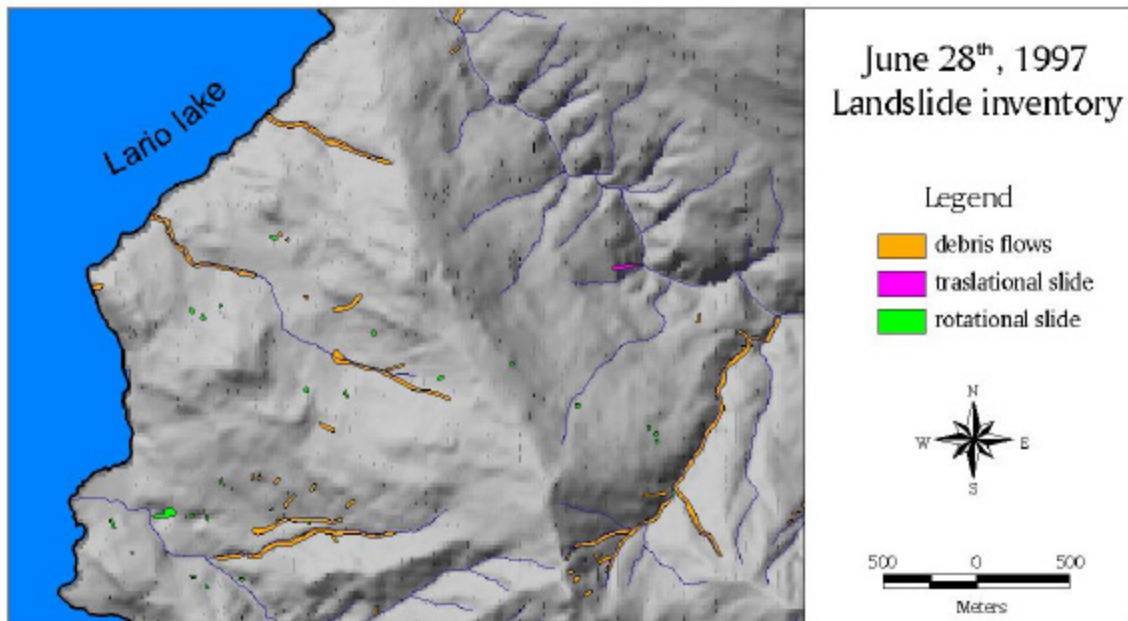 Lario lake
June 28th, 1997
Landslide inventory
Legend
debris flows
traslational slide
rotational slide
N
W E
S
500 0 500
Meters